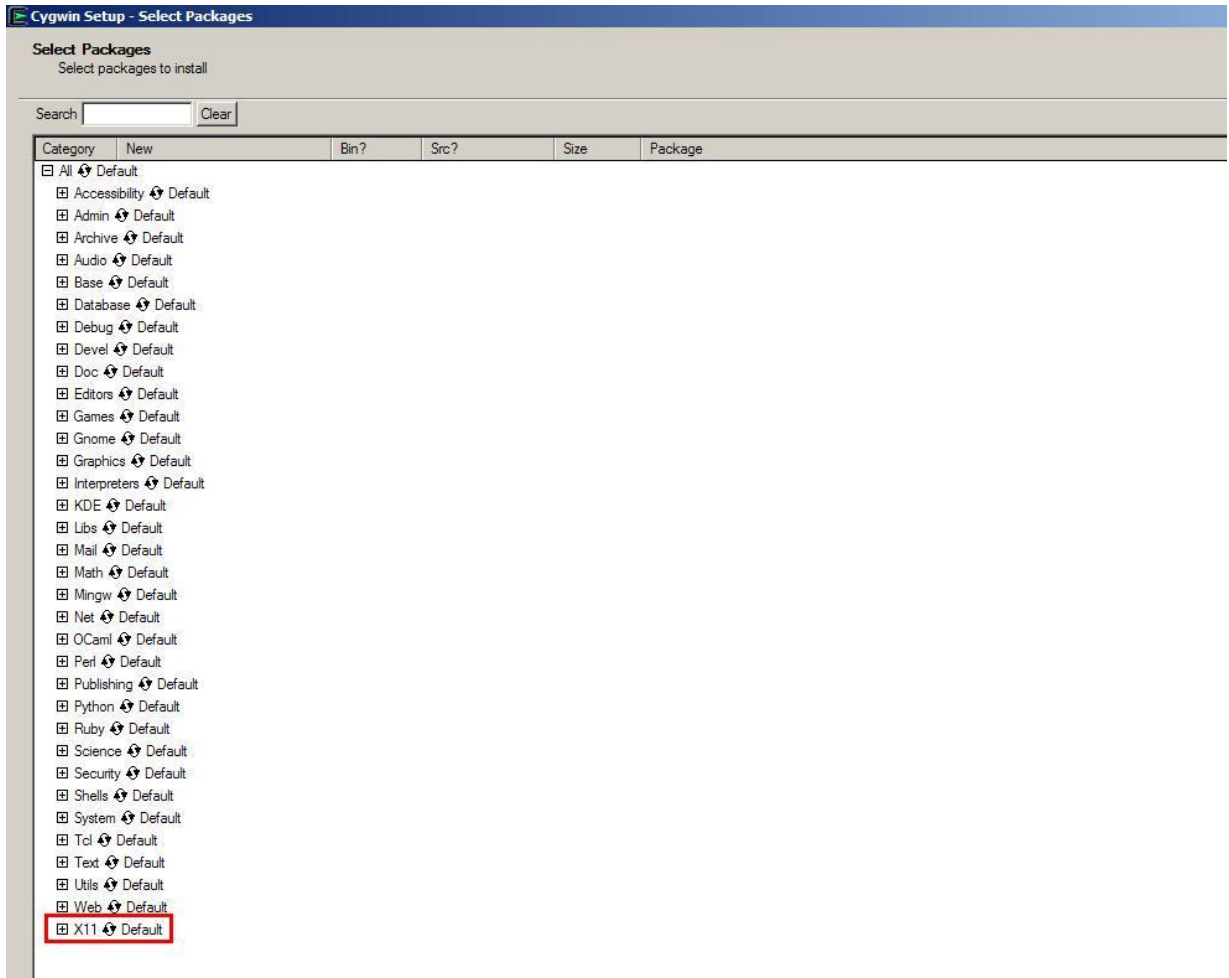 Cygwin Setup - Select Packages
Select Packages
Select packages to install
Search Clear
Category New Bin? Src? Size Package
All Default
Accessibility Default
Admin Default
Archive Default
Audio Default
Base Default
Database Default
Debug Default
Devel Default
Doc Default
Editors Default
Games Default
Gnome Default
Graphics Default
Interpreters Default
KDE Default
Libs Default
Mail Default
Math Default
Mingw Default
Net Default
OCaml Default
Perl Default
Publishing Default
Python Default
Ruby Default
Science Default
Security Default
Shells Default
System Default
Tcl Default
Text Default
Utils Default
Web Default
X11 Default